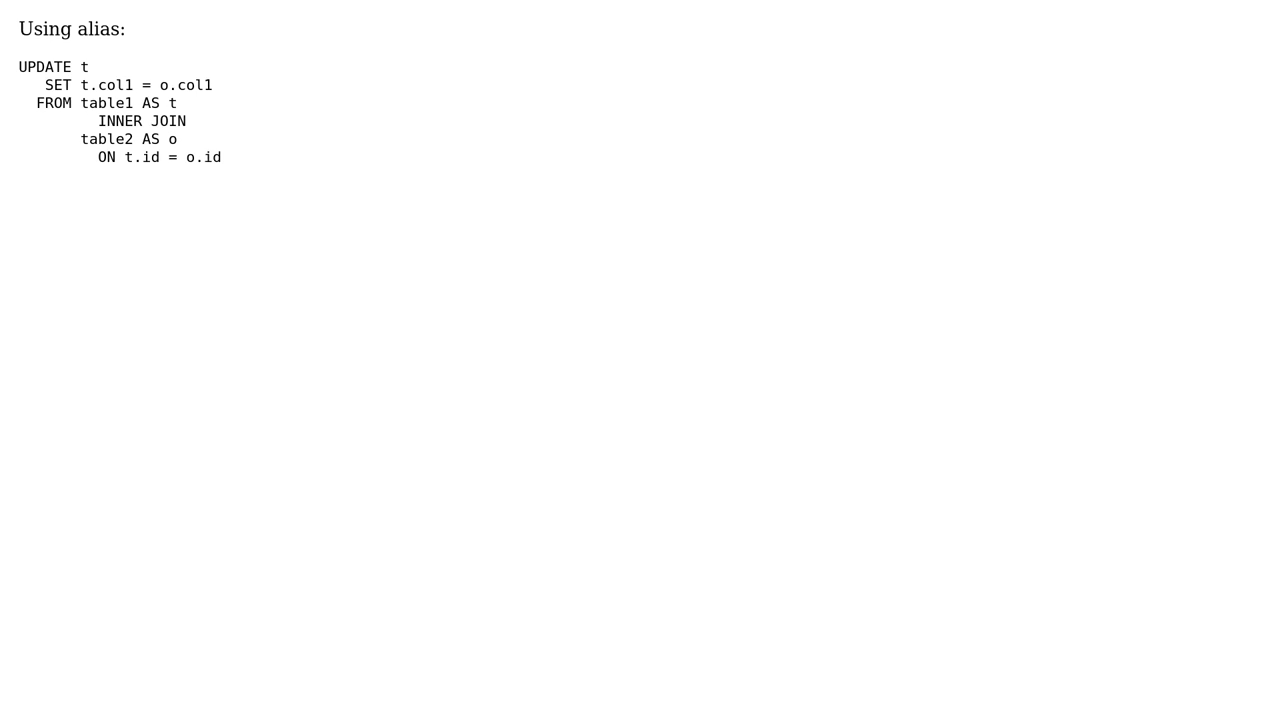 Using alias:
UPDATE t
   SET t.col1 = o.col1
  FROM table1 AS t
         INNER JOIN
       table2 AS o
         ON t.id = o.id